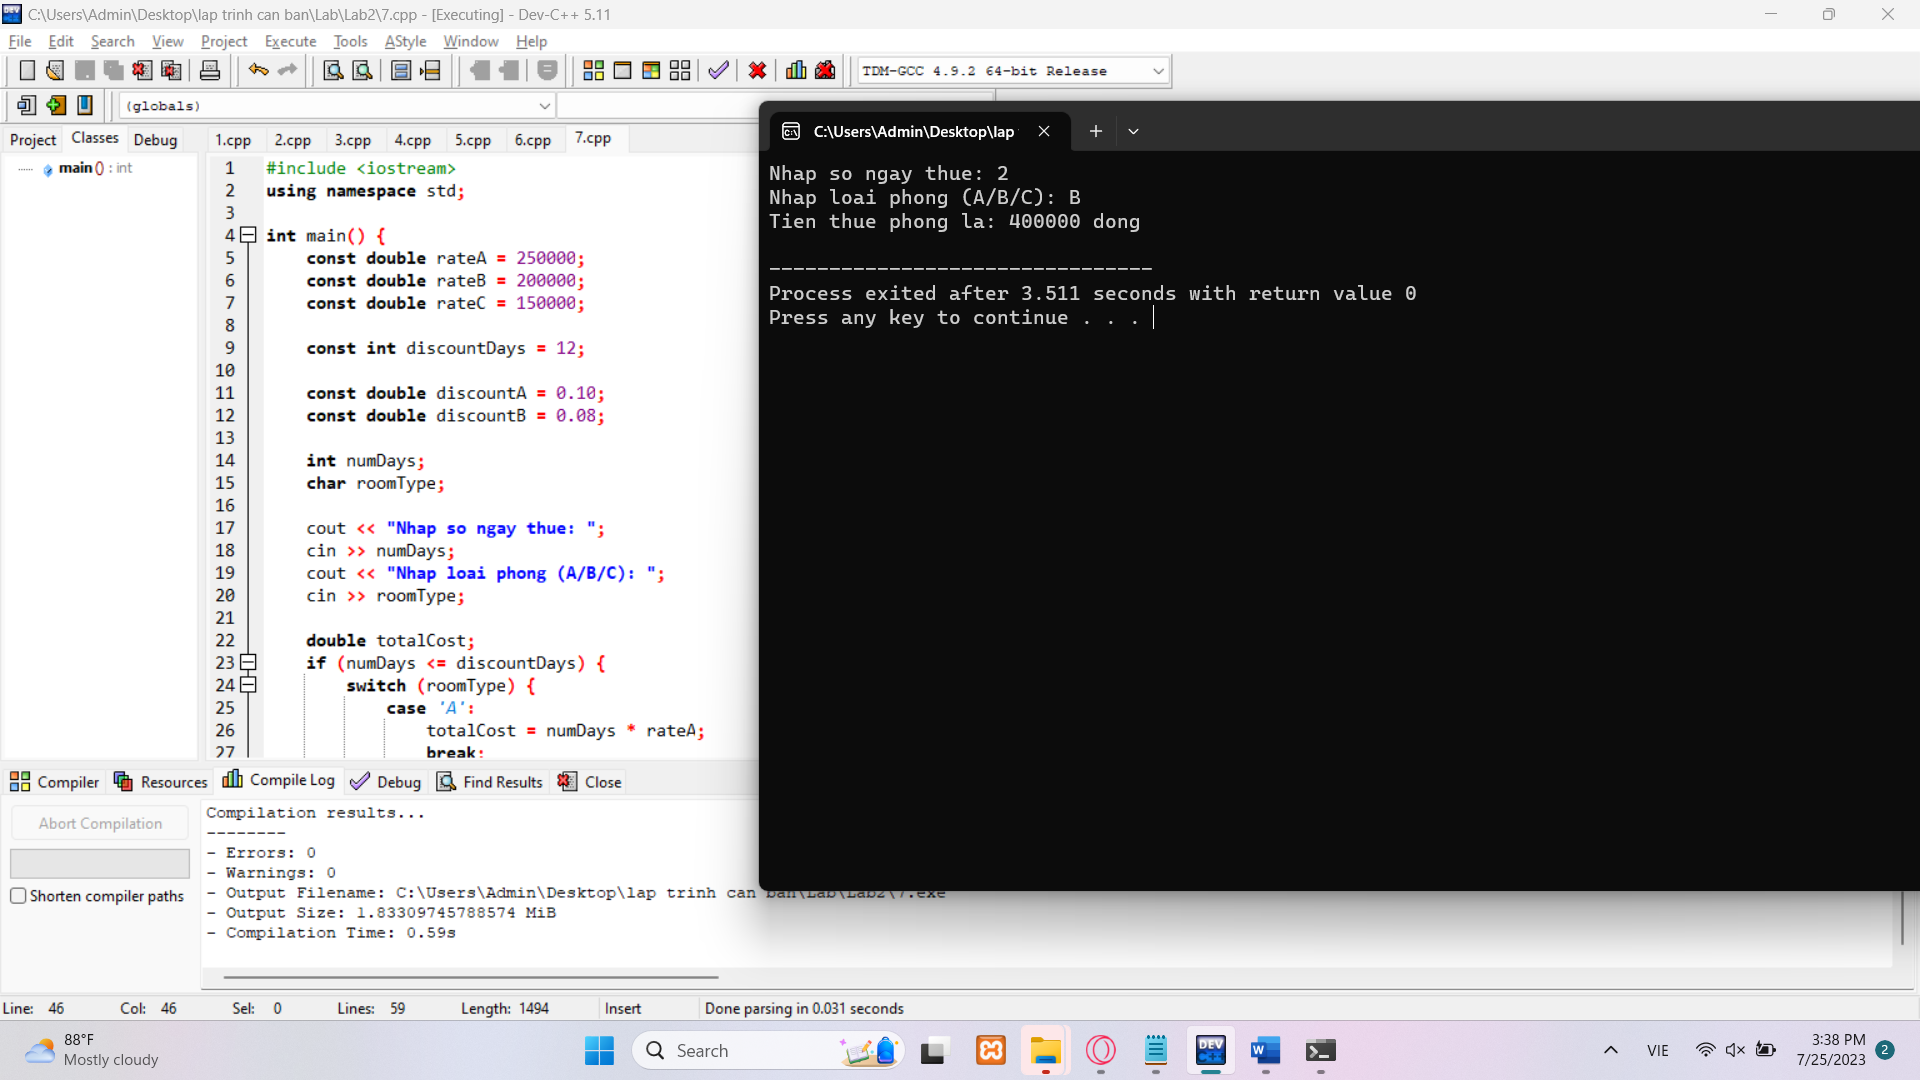 C:\Users\Admin\Desktop\lap trinh can ban\Lab\Lab2\7.cpp - [Executing] - Dev-C++ 5.11
File Edit Search View Project Execute Tools AStyle Window Help
TDM-GCC 4.9.2 64-bit Release
(globals)
Project Classes Debug
main () : int
1.cpp 2.cpp 3.cpp 4.cpp 5.cpp 6.cpp 7.cpp
1 #include <iostream>
2 using namespace std;
3
4 int main() {
5 const double rateA = 250000;
6 const double rateB = 200000;
7 const double rateC = 150000;
8
9 const int discountDays = 12;
10
11 const double discountA = 0.10;
12 const double discountB = 0.08;
13
14 int numDays;
15 char roomType;
16
17 cout << "Nhap so ngay thue: ";
18 cin >> numDays;
19 cout << "Nhap loai phong (A/B/C): ";
20 cin >> roomType;
21
22 double totalCost;
23 if (numDays <= discountDays) {
24 switch (roomType) {
25 case 'A':
26 totalCost = numDays * rateA;
27 break;
C:\Users\Admin\Desktop\lap
Nhap so ngay thue: 2
Nhap loai phong (A/B/C): B
Tien thue phong la: 400000 dong
--------------------------------
Process exited after 3.511 seconds with return value 0
Press any key to continue . . .
Compiler Resources Compile Log Debug Find Results Close
Abort Compilation
Shorten compiler paths
Compilation results...
--------
- Errors: 0
- Warnings: 0
- Output Filename: C:\Users\Admin\Desktop\lap trinh can ban\Lab\Lab2\7.exe
- Output Size: 1.83309745788574 MiB
- Compilation Time: 0.59s
Line: 46 Col: 46 Sel: 0 Lines: 59 Length: 1494 Insert Done parsing in 0.031 seconds
88°F
Mostly cloudy
Search
DEV
W
VIE
3:38 PM
7/25/2023
2